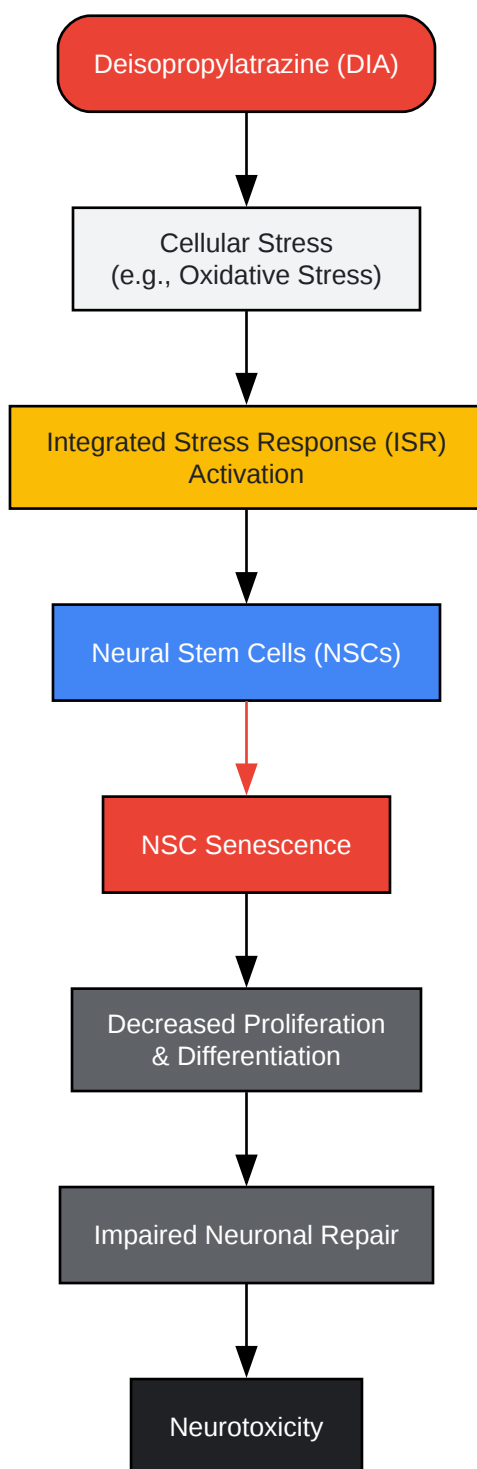 Deisopropylatrazine (DIA)
Cellular Stress
(e.g., Oxidative Stress)
Integrated Stress Response (ISR)
Activation
Neural Stem Cells (NSCs)
NSC Senescence
Decreased Proliferation
& Differentiation
Impaired Neuronal Repair
Neurotoxicity